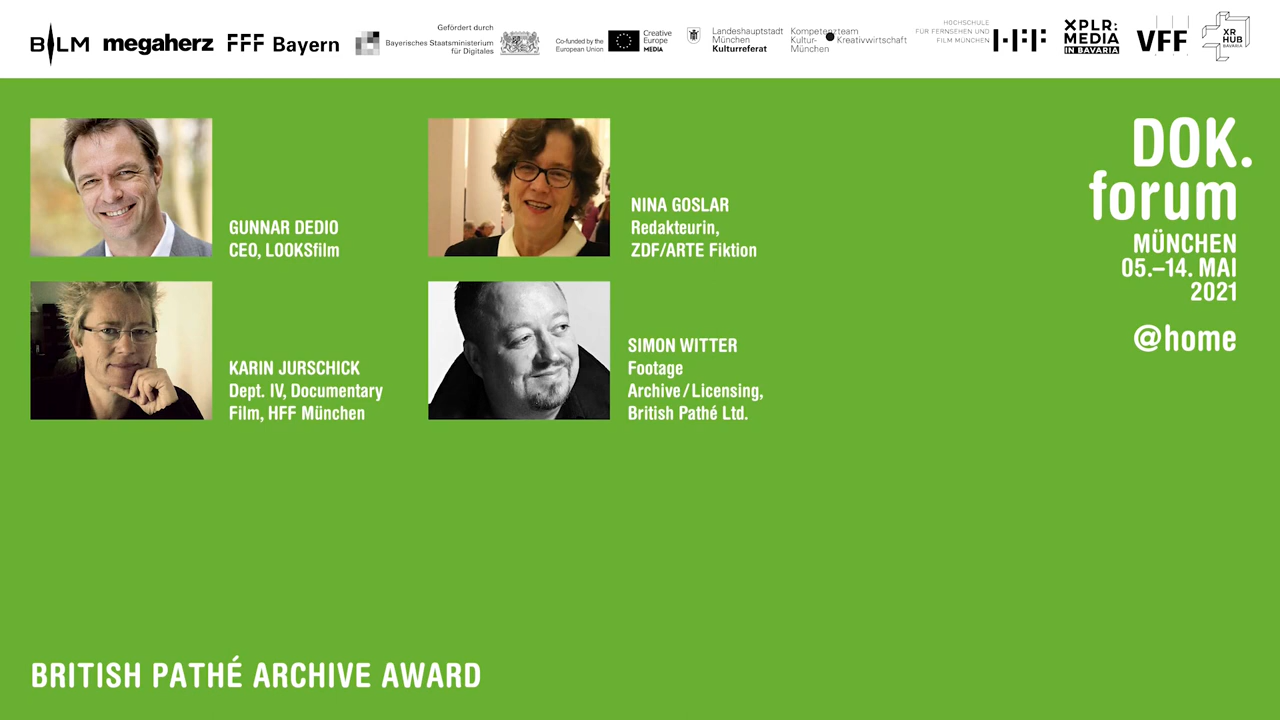 BLM
megaherz
FFF Bayern
Gefördert durch
Bayerisches Staatsministerium
für Digitales
Co-funded by the
European Union
Creative
Europe
MEDIA
Landeshauptstadt
München
Kulturreferat
Kompetenzteam
Kultur-
Kreativwirtschaft
München
HOCHSCHULE
FÜR FERNSEHEN UND
FILM MÜNCHEN
HFF
XPLR:
MEDIA
IN BAVARIA
VFF
XR
HUB
BAVARIA
GUNNAR DEDIO
CEO, LOOKSfilm
NINA GOSLAR
Redakteurin,
ZDF/ARTE Fiktion
KARIN JURSCHICK
Dept. IV, Documentary
Film, HFF München
SIMON WITTER
Footage
Archive/Licensing,
British Pathé Ltd.
DOK.
forum
MÜNCHEN
05.–14. MAI
2021
@home
BRITISH PATHÉ ARCHIVE AWARD